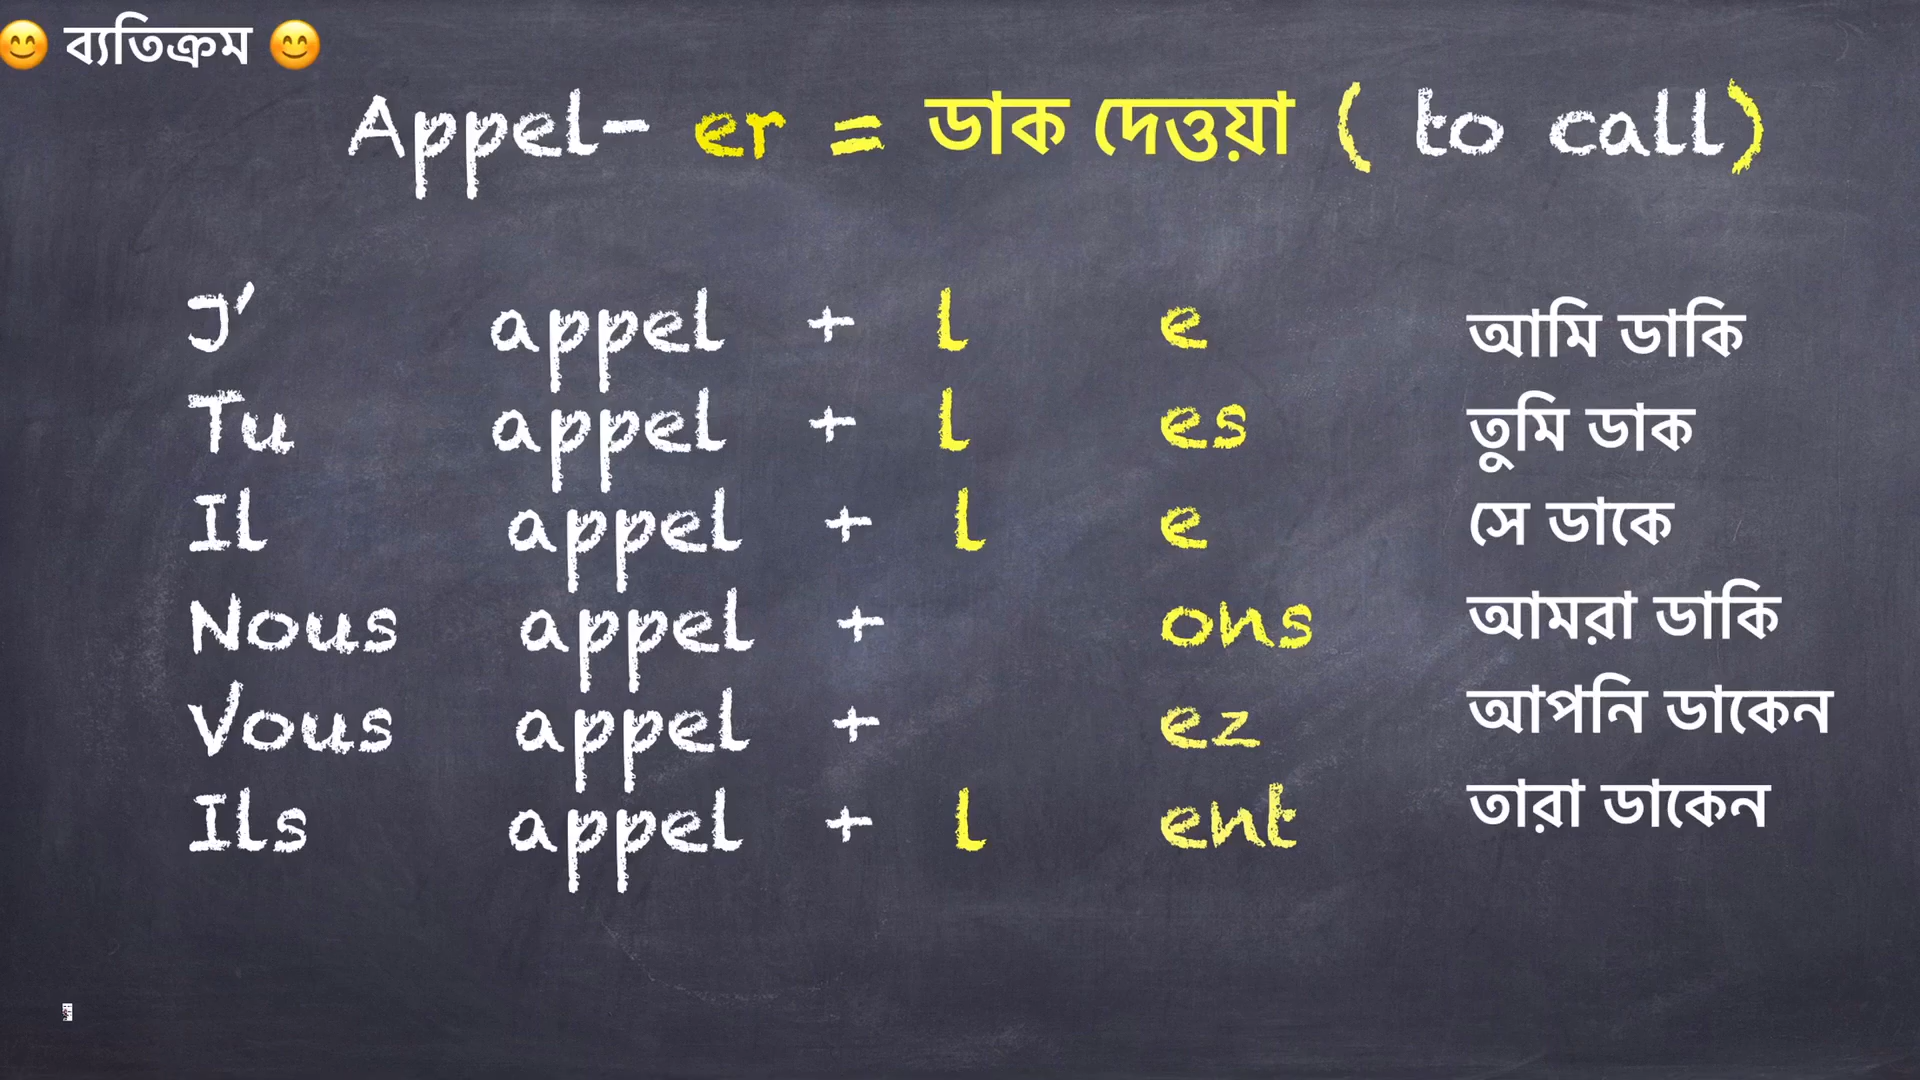 😊 ব্যতিক্রম 😊
Appel- er = ডাক দেওয়া ( to call)
J' appel + l e আমি ডাকি
Tu appel + l es তুমি ডাক
Il appel + l e সে ডাকে
Nous appel + ons আমরা ডাকি
Vous appel + ez আপনি ডাকেন
Ils appel + l ent তারা ডাকেন